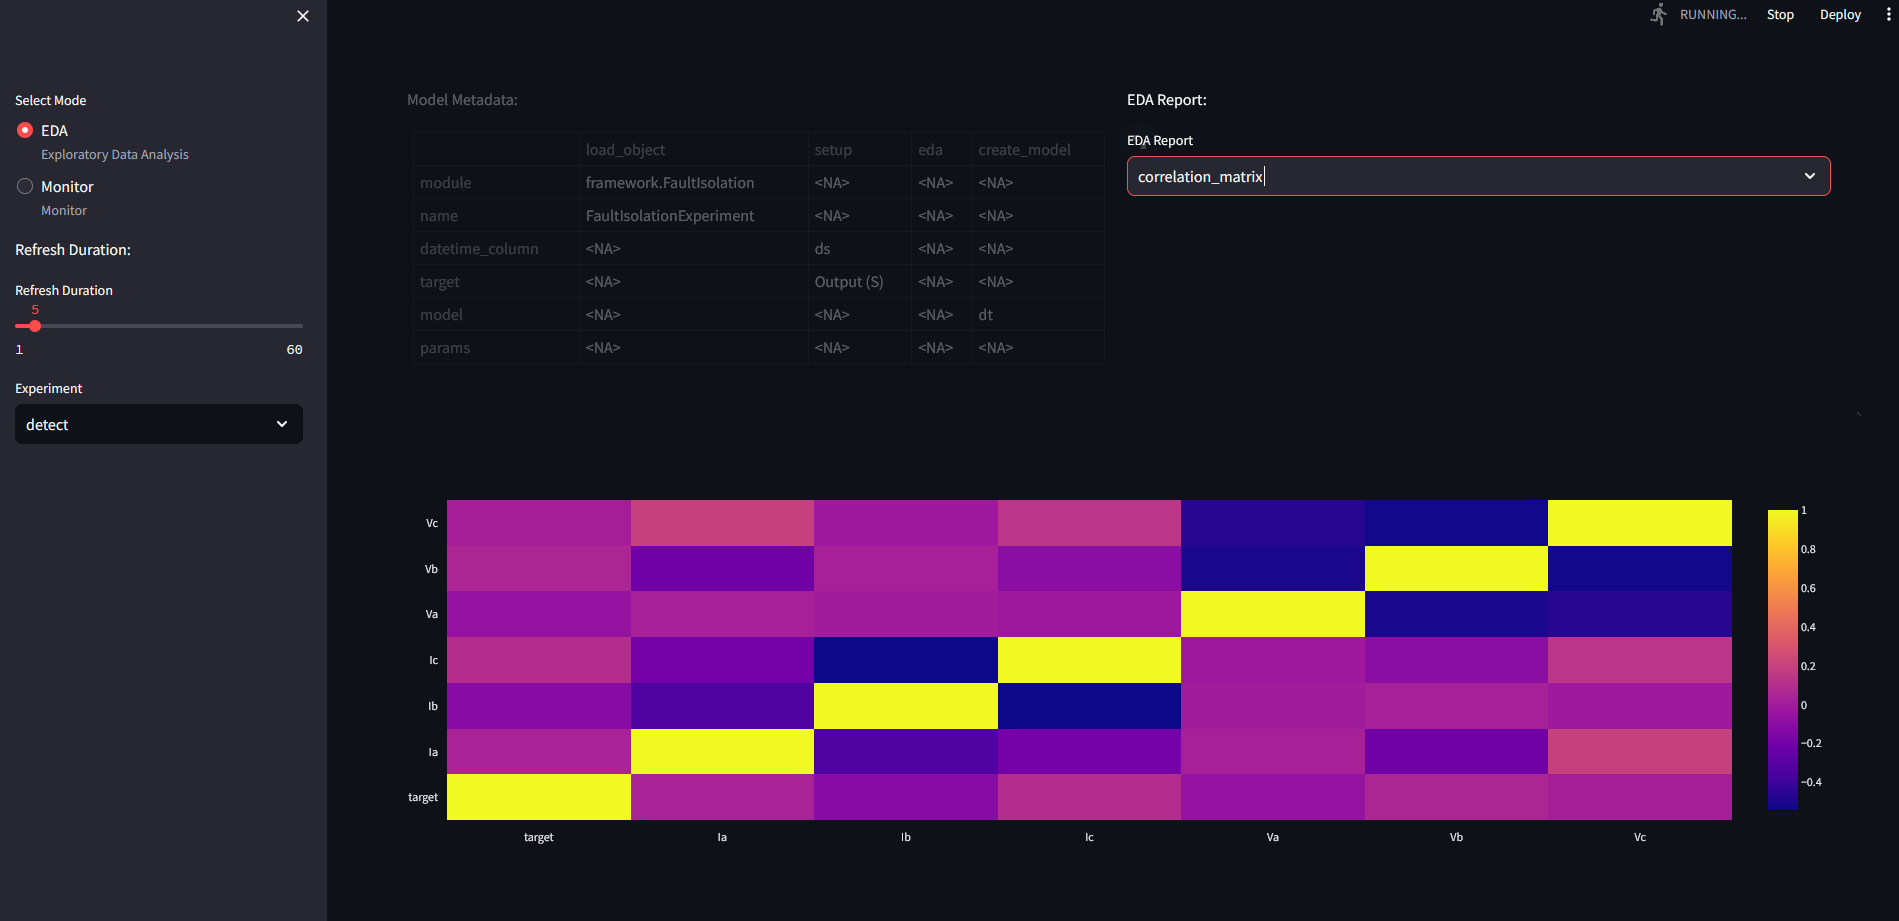 RUNNING...
Stop
Deploy
Select Mode
EDA
Exploratory Data Analysis
Monitor
Monitor
Refresh Duration:
Refresh Duration
5
1 60
Experiment
detect
Model Metadata:
load_object setup eda create_model
module framework.FaultIsolation <NA> <NA> <NA>
name FaultIsolationExperiment <NA> <NA> <NA>
datetime_column <NA> ds <NA> <NA>
target <NA> Output (S) <NA> <NA>
model <NA> <NA> <NA> dt
params <NA> <NA> <NA> <NA>
EDA Report:
EDA Report
correlation_matrix
Vc
Vb
Va
Ic
Ib
Ia
target
target Ia Ib Ic Va Vb Vc
1
0.8
0.6
0.4
0.2
0
−0.2
−0.4